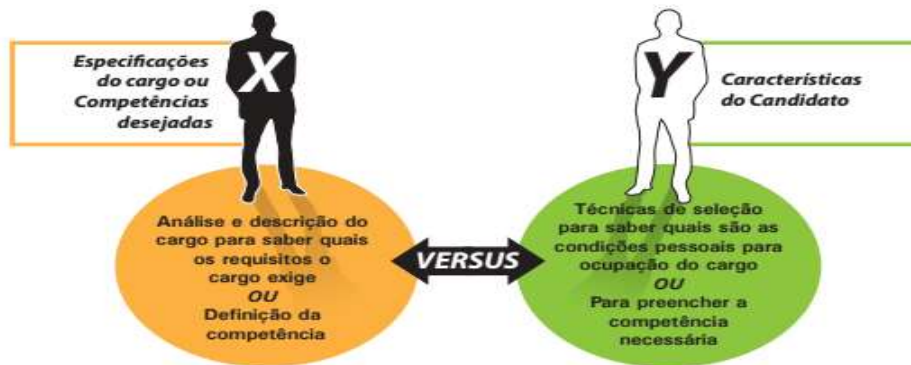 Especificações
do cargo ou
Competências
desejadas
X
Y
Características
do Candidato
Análise e descrição do
cargo para saber quais
os requisitos o
cargo exige
OU
Definição da
competência
VERSUS
Técnicas de seleção
para saber quais são as
condições pessoais para
ocupação do cargo
OU
Para preencher a
competência
necessária